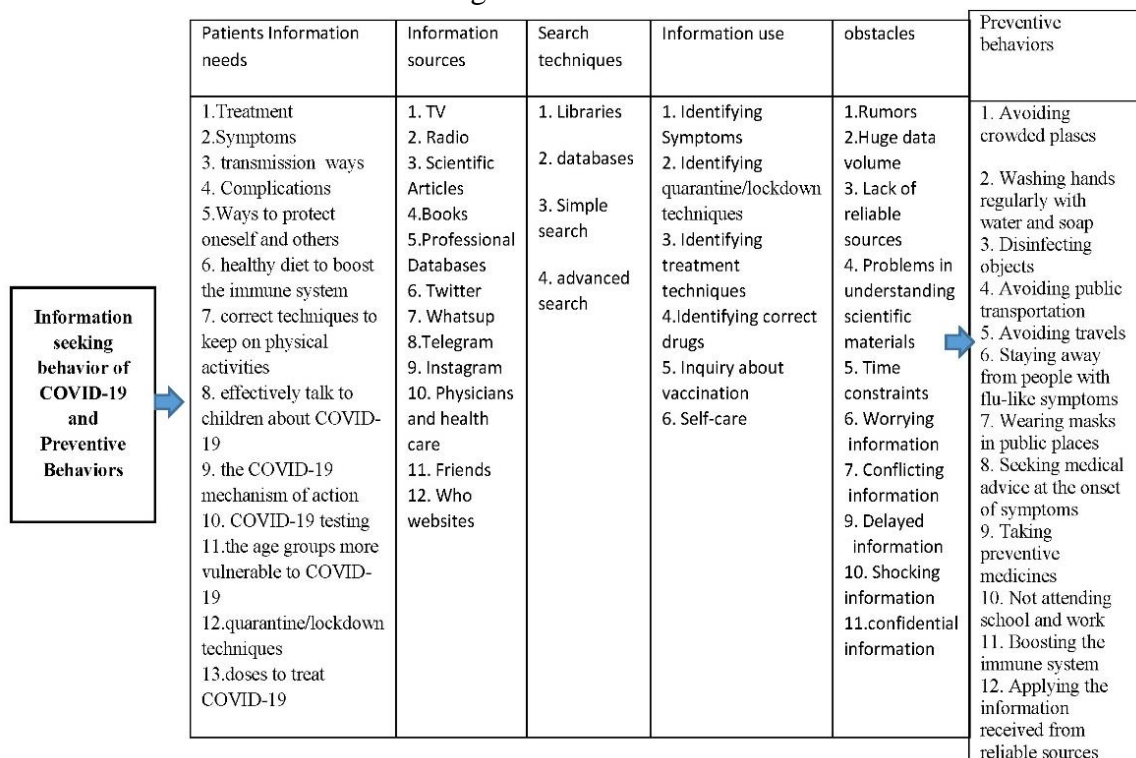 Information
seeking
behavior of
COVID-19
and
Preventive
Behaviors
Patients Information
needs
1.Treatment
2.Symptoms
3. transmission ways
4. Complications
5.Ways to protect
oneself and others
6. healthy diet to boost
the immune system
7. correct techniques to
keep on physical
activities
8. effectively talk to
children about COVID-
19
9. the COVID-19
mechanism of action
10. COVID-19 testing
11.the age groups more
vulnerable to COVID-
19
12.quarantine/lockdown
techniques
13.doses to treat
COVID-19
Information
sources
1. TV
2. Radio
3. Scientific
Articles
4.Books
5.Professional
Databases
6. Twitter
7. Whatsup
8.Telegram
9. Instagram
10. Physicians
and health
care
11. Friends
12. Who
websites
Search
techniques
1. Libraries
2. databases
3. Simple
search
4. advanced
search
Information use
1. Identifying
Symptoms
2. Identifying
quarantine/lockdown
techniques
3. Identifying
treatment
techniques
4.Identifying correct
drugs
5. Inquiry about
vaccination
6. Self-care
obstacles
1.Rumors
2.Huge data
volume
3. Lack of
reliable
sources
4. Problems in
understanding
scientific
materials
5. Time
constraints
6. Worrying
information
7. Conflicting
information
9. Delayed
information
10. Shocking
information
11.confidential
information
Preventive
behaviors
1. Avoiding
crowded plases
2. Washing hands
regularly with
water and soap
3. Disinfecting
objects
4. Avoiding public
transportation
5. Avoiding travels
6. Staying away
from people with
flu-like symptoms
7. Wearing masks
in public places
8. Seeking medical
advice at the onset
of symptoms
9. Taking
preventive
medicines
10. Not attending
school and work
11. Boosting the
immune system
12. Applying the
information
received from
reliable sources